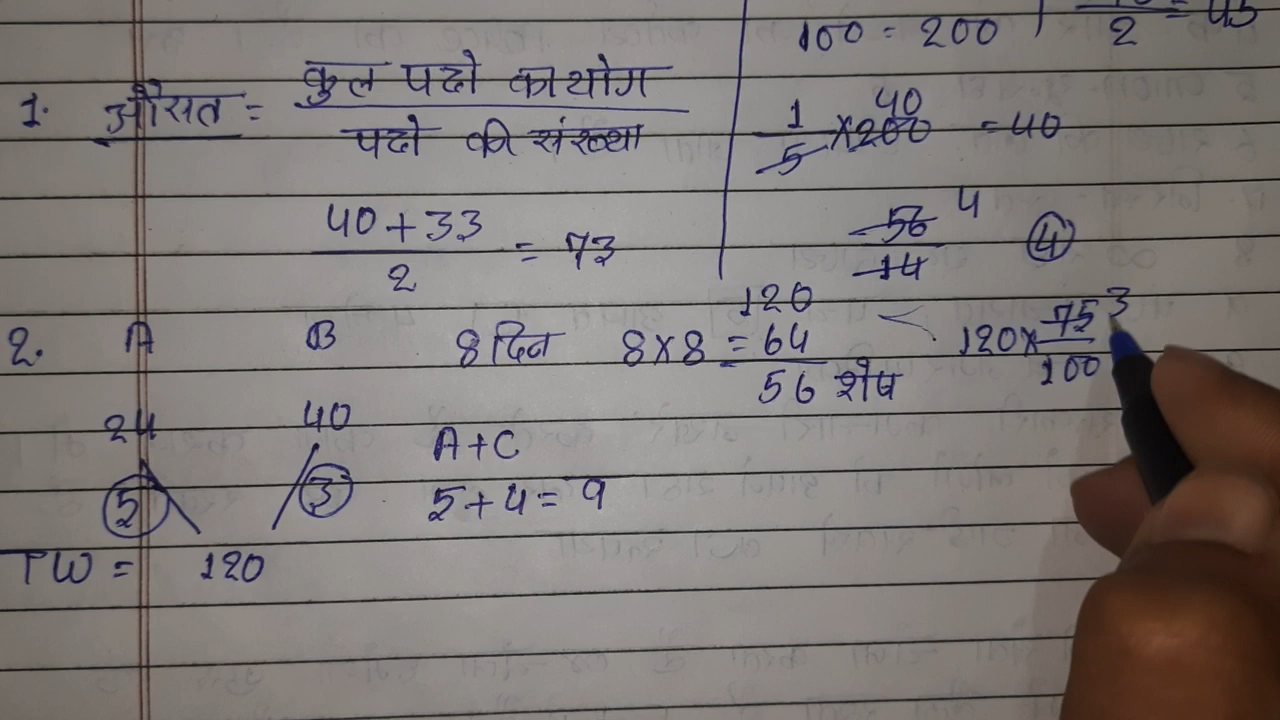 100 = 200
2 = 45
1. औसत = कुल पदो का योग / पदो की संख्या
1/5 × 200 = 40
40
40 + 33 / 2 = 73
56 / 14 4
4
2. A B 8 दिन 8 × 8 = 64
120
56 शेष
120 × 75 / 100 3
24 40
A + C
5 3
5 + 4 = 9
TW = 120